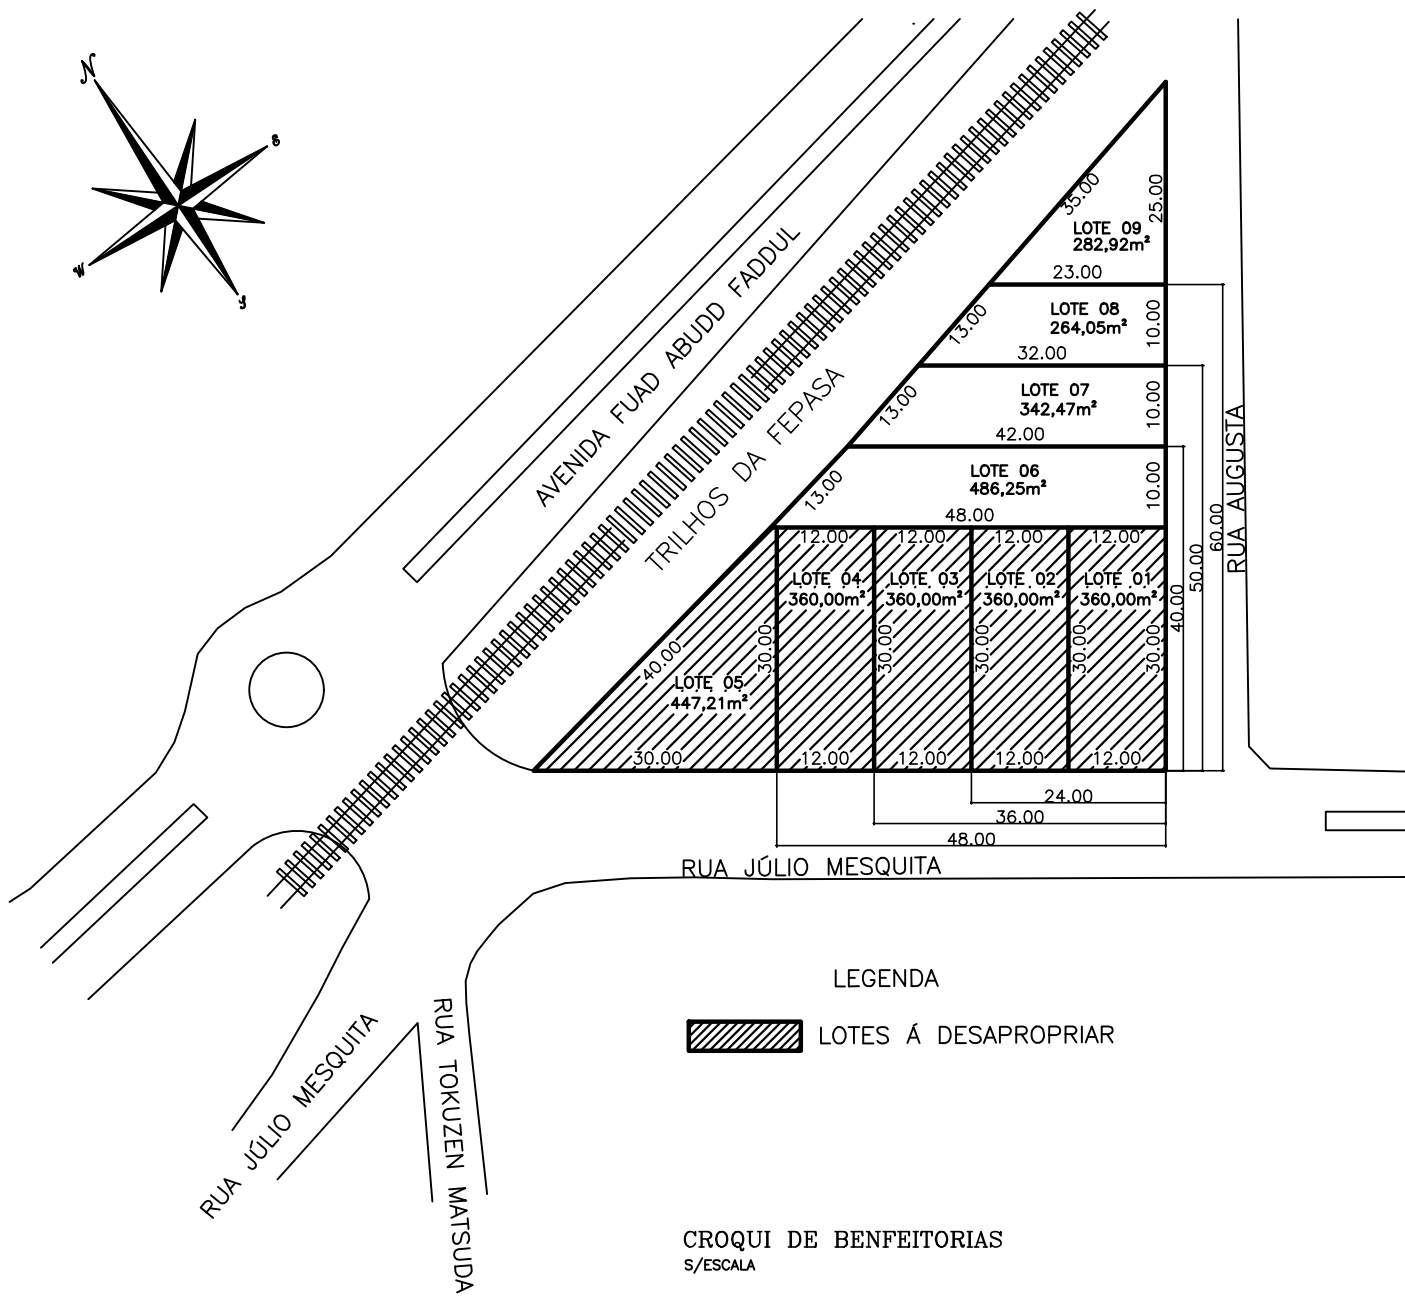 N
E
W
S
AVENIDA FUAD ABUDD FADDUL
TRILHOS DA FEPASA
35.00
25.00
LOTE 09
282,92m²
23.00
13.00
LOTE 08
264,05m²
10.00
32.00
13.00
LOTE 07
342,47m²
10.00
42.00
13.00
LOTE 06
486,25m²
10.00
48.00
RUA AUGUSTA
60.00
50.00
40.00
12.00
12.00
12.00
12.00
LOTE 04
360,00m²
LOTE 03
360,00m²
LOTE 02
360,00m²
LOTE 01
360,00m²
40.00
30.00
30.00
30.00
30.00
30.00
LOTE 05
447,21m²
30.00
12.00
12.00
12.00
12.00
24.00
36.00
48.00
RUA JÚLIO MESQUITA
LEGENDA
LOTES Á DESAPROPRIAR
RUA JÚLIO MESQUITA
RUA TOKUZEN MATSUDA
CROQUI DE BENFEITORIAS
S/ESCALA